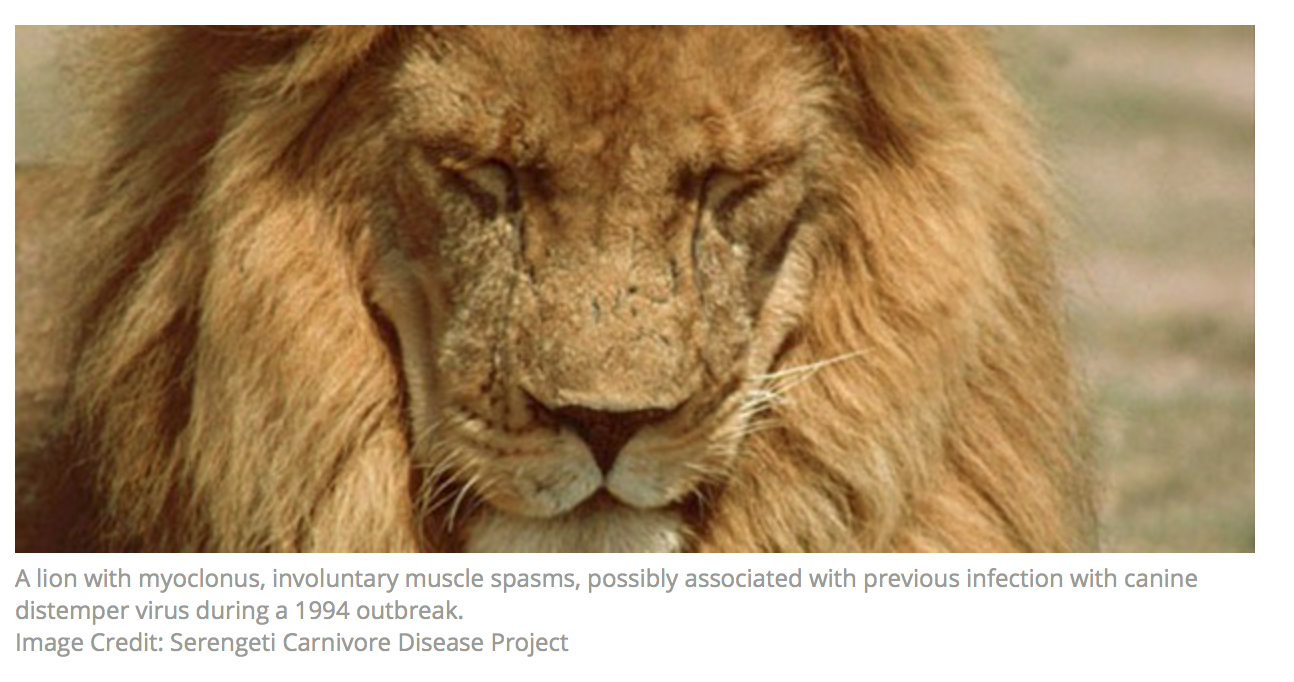 A lion with myoclonus, involuntary muscle spasms, possibly associated with previous infection with canine
distemper virus during a 1994 outbreak.
Image Credit: Serengeti Carnivore Disease Project